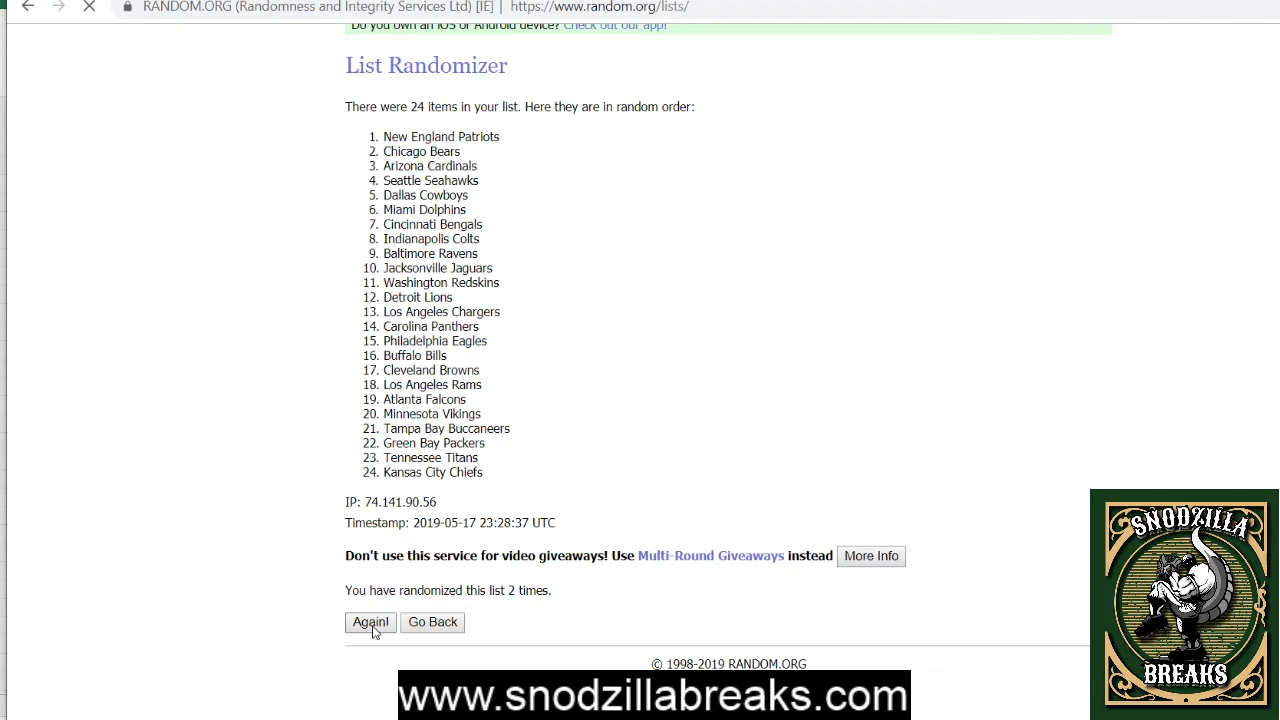 RANDOM.ORG (Randomness and Integrity Services Ltd) [IE] | https://www.random.org/lists/
Do you own an iOS or Android device? Check out our app!
List Randomizer
There were 24 items in your list. Here they are in random order:
1. New England Patriots
2. Chicago Bears
3. Arizona Cardinals
4. Seattle Seahawks
5. Dallas Cowboys
6. Miami Dolphins
7. Cincinnati Bengals
8. Indianapolis Colts
9. Baltimore Ravens
10. Jacksonville Jaguars
11. Washington Redskins
12. Detroit Lions
13. Los Angeles Chargers
14. Carolina Panthers
15. Philadelphia Eagles
16. Buffalo Bills
17. Cleveland Browns
18. Los Angeles Rams
19. Atlanta Falcons
20. Minnesota Vikings
21. Tampa Bay Buccaneers
22. Green Bay Packers
23. Tennessee Titans
24. Kansas City Chiefs
IP: 74.141.90.56
Timestamp: 2019-05-17 23:28:37 UTC
Don't use this service for video giveaways! Use Multi-Round Giveaways instead More Info
You have randomized this list 2 times.
Again! Go Back
© 1998-2019 RANDOM.ORG
www.snodzillabreaks.com
SNODZILLA
BREAKS